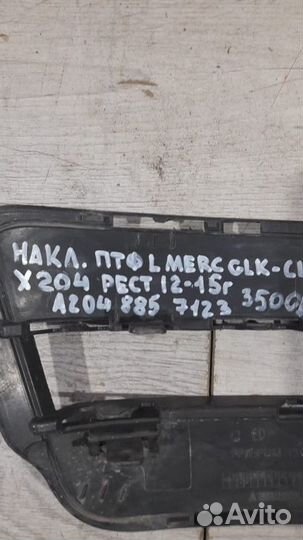 НАКЛ. ПТФ L MERC GLK-CL
X204 РЕСТ 12-15г
A204 885 7123 3500
Avito